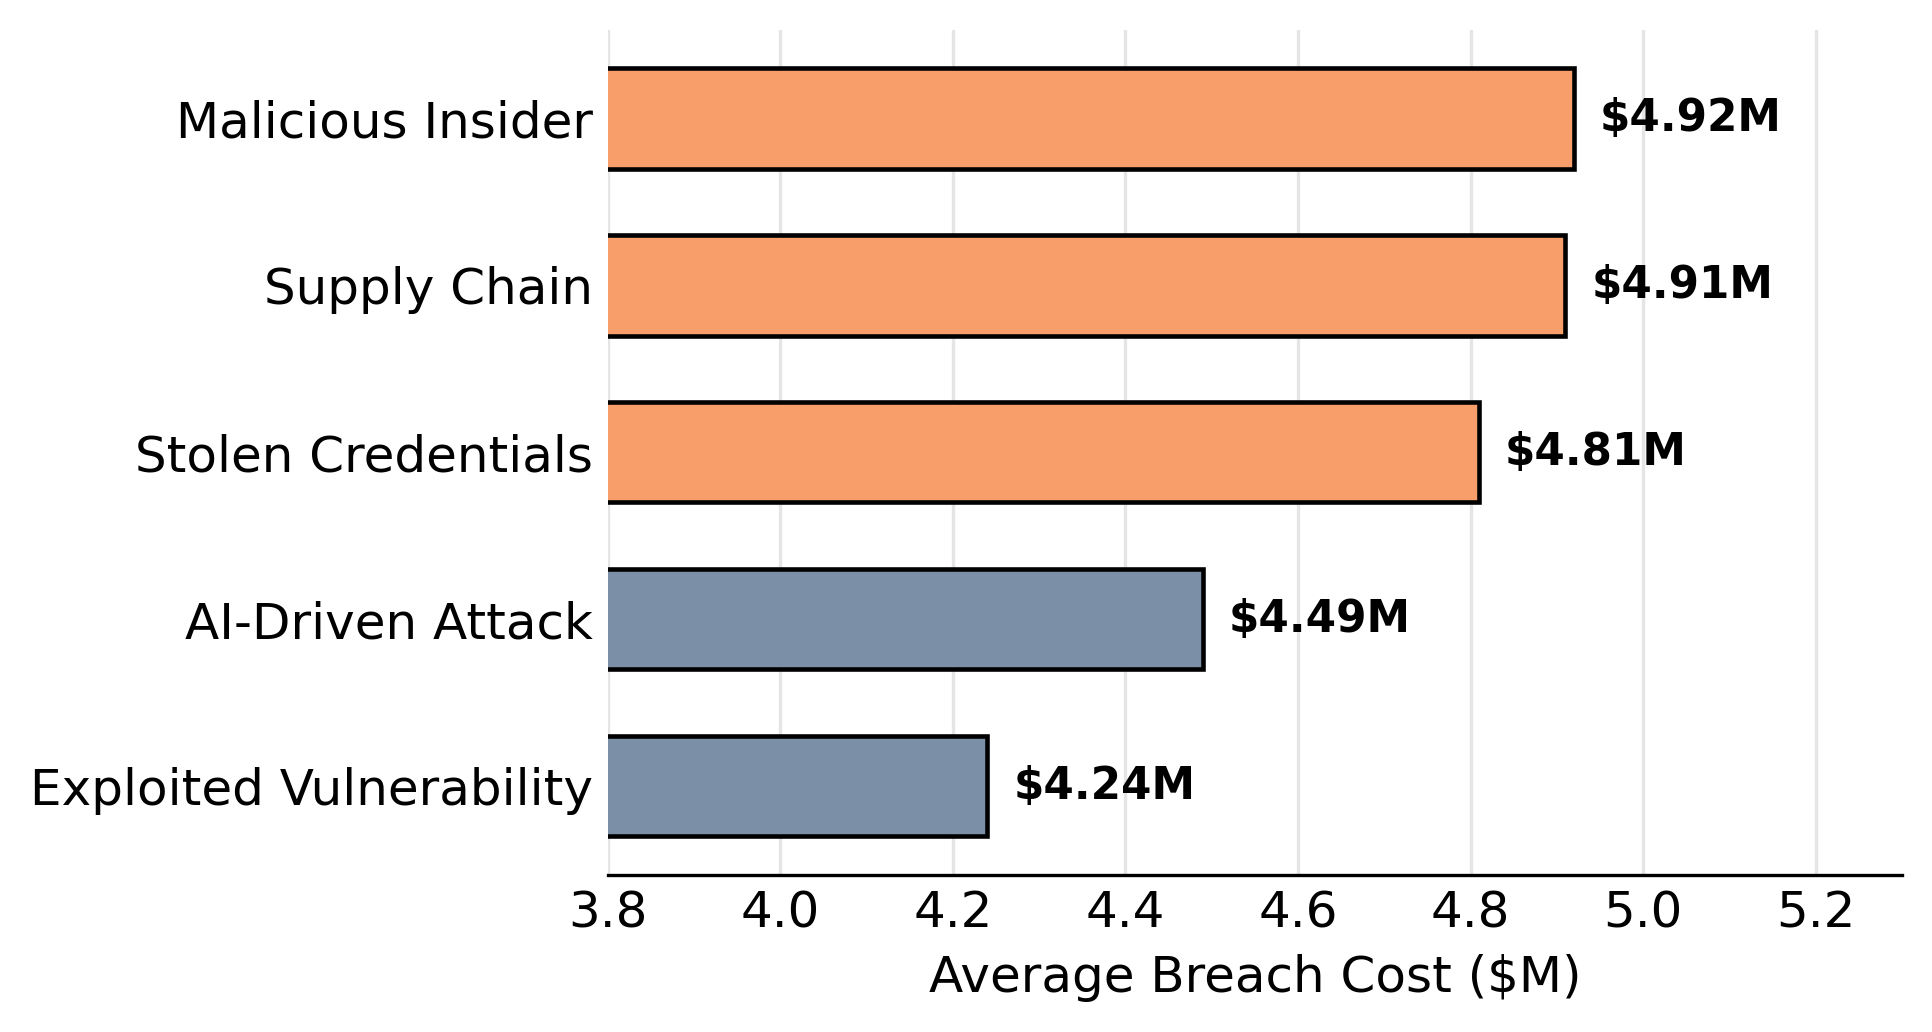 Malicious Insider
$4.92M
Supply Chain
$4.91M
Stolen Credentials
$4.81M
AI-Driven Attack
$4.49M
Exploited Vulnerability
$4.24M
3.8 4.0 4.2 4.4 4.6 4.8 5.0 5.2
Average Breach Cost ($M)